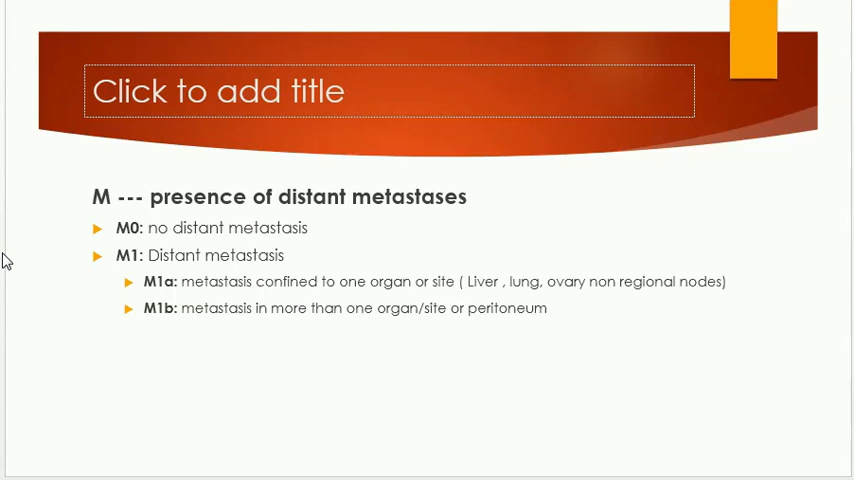 Click to add title
M --- presence of distant metastases
M0: no distant metastasis
M1: Distant metastasis
M1a: metastasis confined to one organ or site ( Liver , lung, ovary non regional nodes)
M1b: metastasis in more than one organ/site or peritoneum